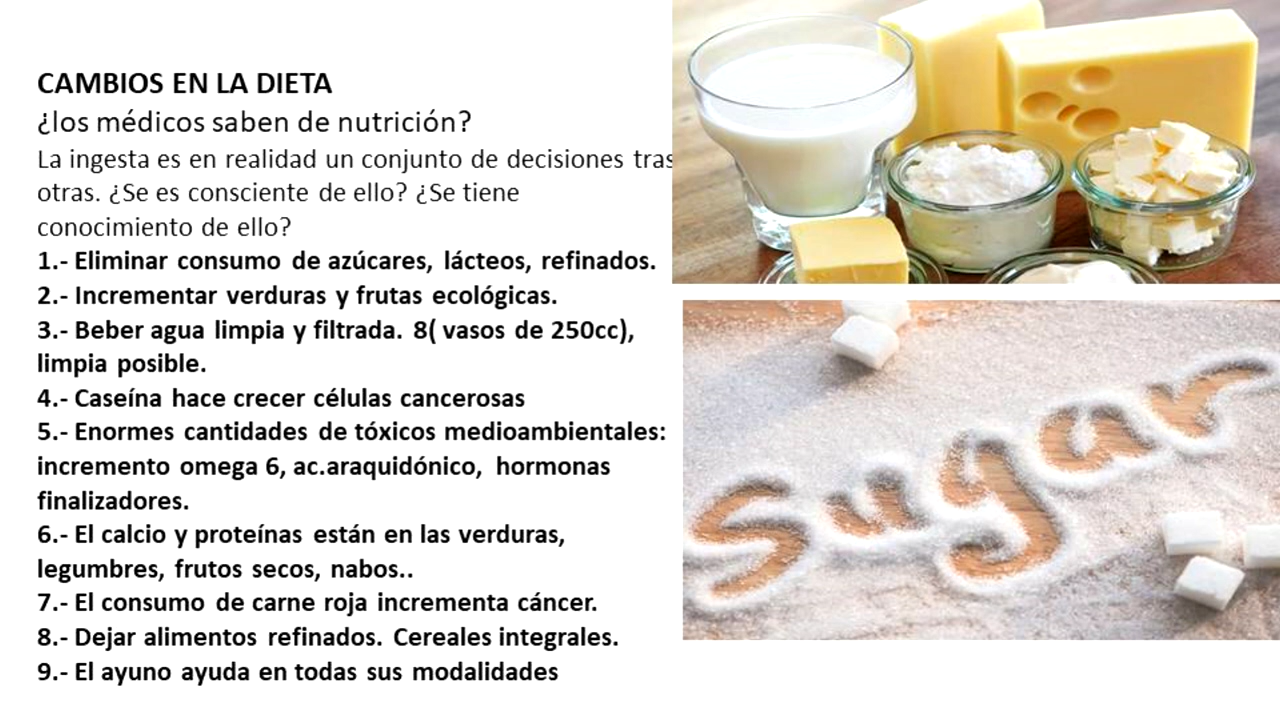 CAMBIOS EN LA DIETA
¿los médicos saben de nutrición?
La ingesta es en realidad un conjunto de decisiones tras
otras. ¿Se es consciente de ello? ¿Se tiene
conocimiento de ello?
1.- Eliminar consumo de azúcares, lácteos, refinados.
2.- Incrementar verduras y frutas ecológicas.
3.- Beber agua limpia y filtrada. 8( vasos de 250cc),
limpia posible.
4.- Caseína hace crecer células cancerosas
5.- Enormes cantidades de tóxicos medioambientales:
incremento omega 6, ac.araquidónico, hormonas
finalizadores.
6.- El calcio y proteínas están en las verduras,
legumbres, frutos secos, nabos..
7.- El consumo de carne roja incrementa cáncer.
8.- Dejar alimentos refinados. Cereales integrales.
9.- El ayuno ayuda en todas sus modalidades
Sugar